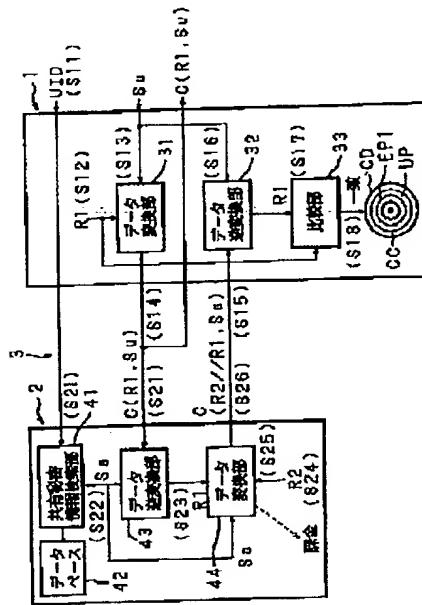 1
UID
(S11)
Su
C(R1,Su)
R1(S12)
(S13)
31
データ
変換部
(S14)
(S16)
32
データ
逆変換部
R1
(S17)
33
比較部
一致
(S18)
CD
EP1
UP
CC
3
C(R1,Su)
(S21)
C
(R2//R1,Ss)
(S26)
(S15)
2
(S21)
41
共有秘密
情報検索部
(S22)
Ss
データ
ベース
42
データ
逆変換部
43
(S23)
R1
データ
変換部
44
Ss
(S25)
R2
(S24)
課金